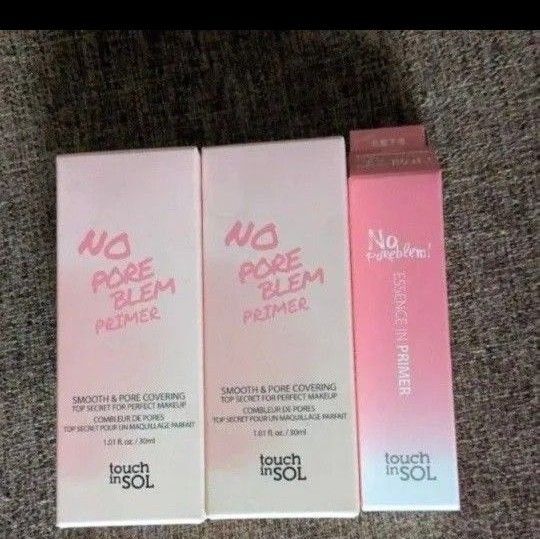 NO
PORE
BLEM
PRIMER
SMOOTH & PORE COVERING
TOP SECRET FOR PERFECT MAKEUP
COMBLEUR DE PORES
TOP SECRET POUR UN MAQUILLAGE PARFAIT
1.01 fl. oz. / 30ml
touch
in SOL
NO
PORE
BLEM
PRIMER
SMOOTH & PORE COVERING
TOP SECRET FOR PERFECT MAKEUP
COMBLEUR DE PORES
TOP SECRET POUR UN MAQUILLAGE PARFAIT
1.01 fl. oz. / 30ml
touch
in SOL
No
Poreblem!
ESSENCE IN PRIMER
touch
in SOL